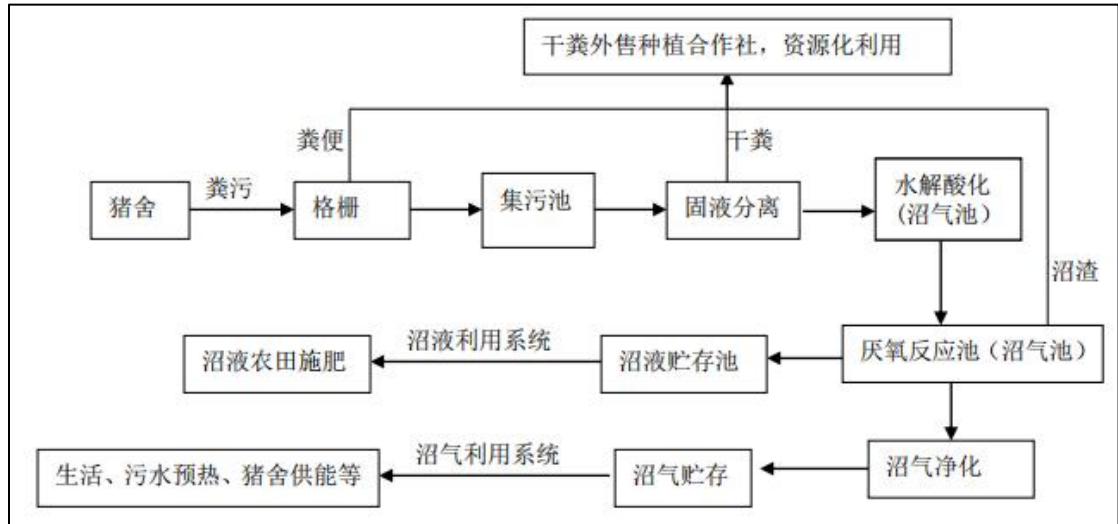 干粪外售种植合作社，资源化利用
粪便
干粪
猪舍
粪污
格栅
集污池
固液分离
水解酸化
(沼气池）
沼渣
沼液农田施肥
沼液利用系统
沼液贮存池
厌氧反应池（沼气池）
生活、污水预热、猪舍供能等
沼气利用系统
沼气贮存
沼气净化